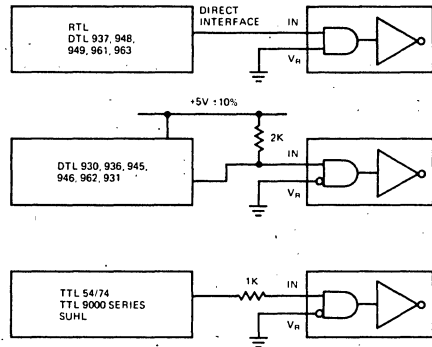 DIRECT
INTERFACE
RTL
DTL 937, 948,
949, 961, 963
IN
VR
+5V ±10%
2K
DTL 930, 936, 945,
946, 962, 931
IN
VR
TTL 54/74
TTL 9000 SERIES
SUHL
1K
IN
VR